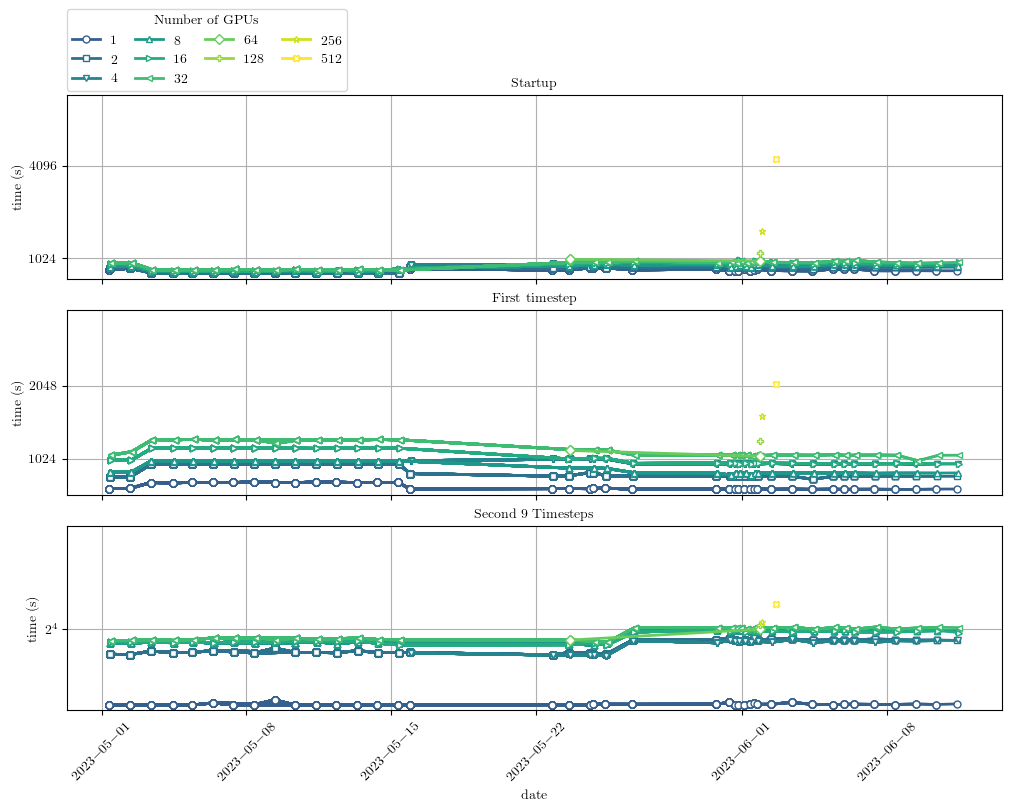 Number of GPUs
1 8 64 256
2 16 128 512
4 32
Startup
time (s)
4096
1024
First timestep
time (s)
2048
1024
Second 9 Timesteps
time (s)
2⁴
2023−05−01 2023−05−08 2023−05−15 2023−05−22 2023−06−01 2023−06−08
date